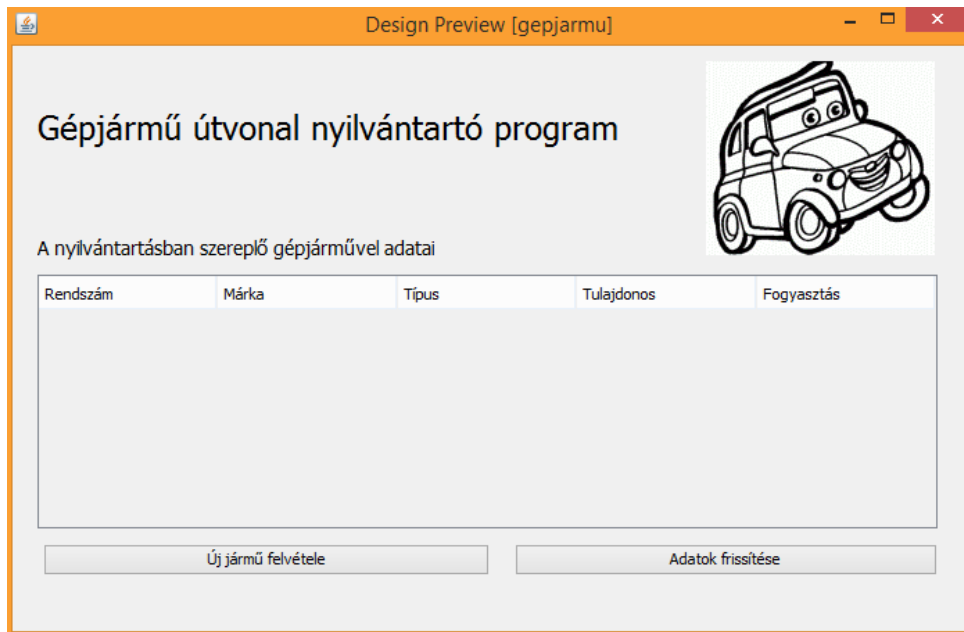 Design Preview [gepjarmu]
Gépjármű útvonal nyilvántartó program
A nyilvántartásban szereplő gépjárművel adatai
Rendszám Márka Típus Tulajdonos Fogyasztás
Új jármű felvétele Adatok frissítése